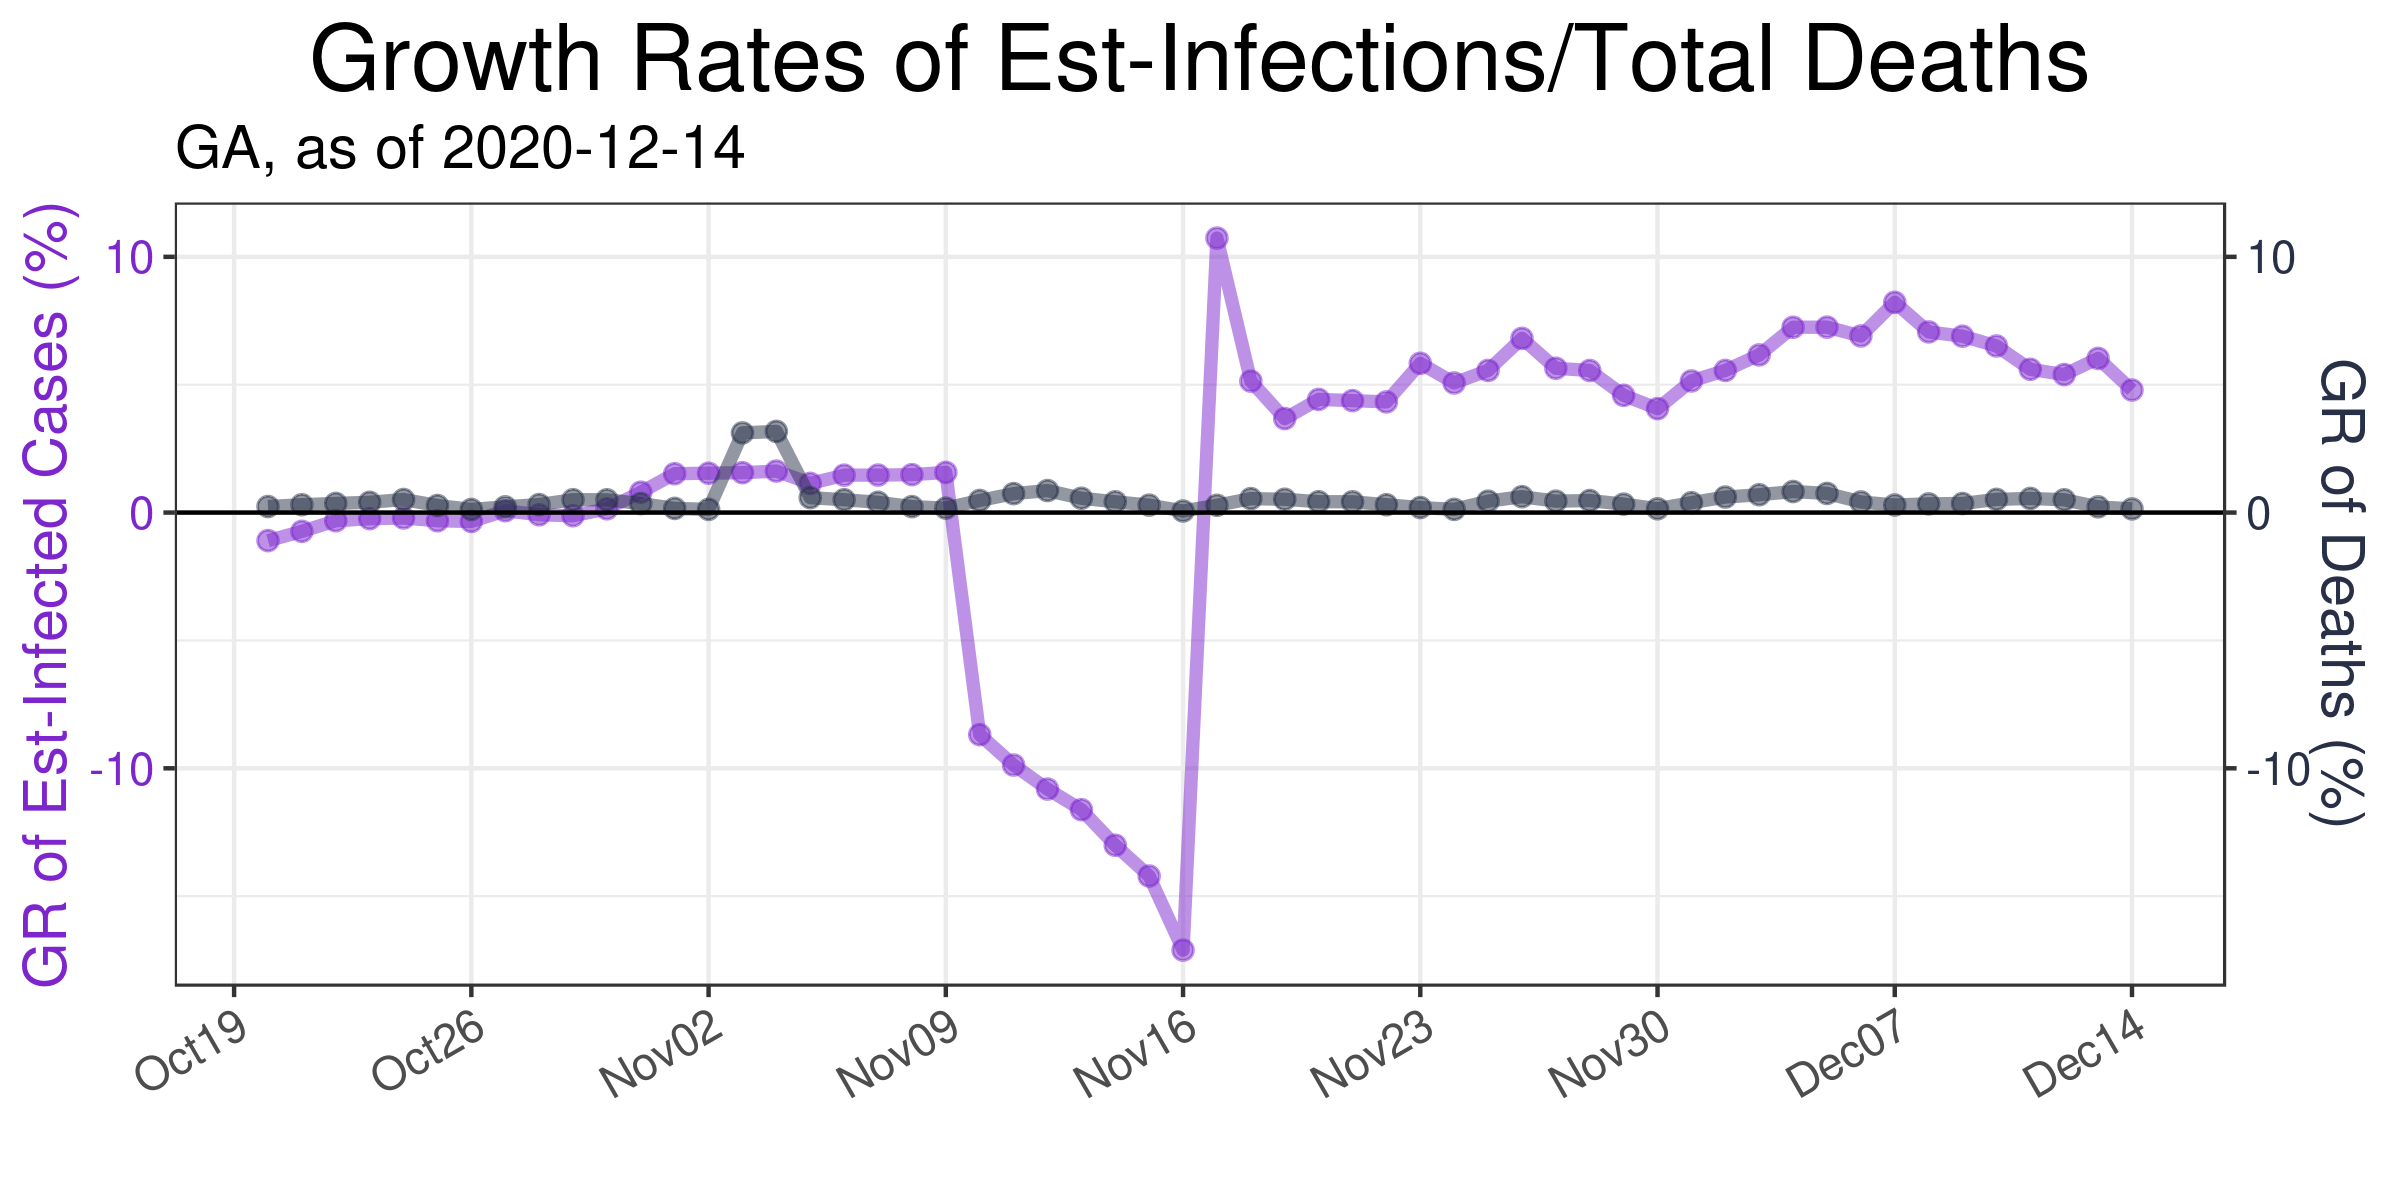 Growth Rates of Est-Infections/Total Deaths
GA, as of 2020-12-14
GR of Est-Infected Cases (%)
10
0
-10
10
0
-10
GR of Deaths (%)
Oct19
Oct26
Nov02
Nov09
Nov16
Nov23
Nov30
Dec07
Dec14